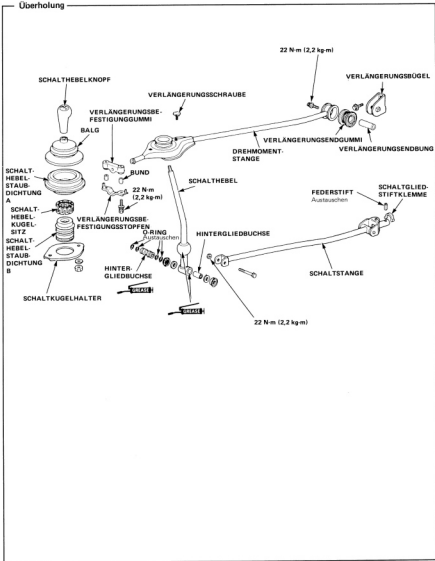 Überholung
22 N·m (2,2 kg-m)
SCHALTHEBELKNOPF
VERLÄNGERUNGSSCHRAUBE
VERLÄNGERUNGSBÜGEL
VERLÄNGERUNGSBE-
FESTIGUNGGUMMI
BALG
VERLÄNGERUNGSENDGUMMI
VERLÄNGERUNGSENDBUNG
DREHMOMENT-
STANGE
BUND
SCHALT-
HEBEL-
STAUB-
DICHTUNG
A
SCHALTHEBEL
22 N·m
(2,2 kg-m)
FEDERSTIFT
Austauschen
SCHALTGLIED-
STIFTKLEMME
SCHALT-
HEBEL-
KUGEL-
SITZ
VERLÄNGERUNGSBE-
FESTIGUNGSSTOPFEN
O-RING
Austauschen
HINTERGLIEDBUCHSE
SCHALT-
HEBEL-
STAUB-
DICHTUNG
B
HINTER-
GLIEDBUCHSE
SCHALTSTANGE
GREASE
SCHALTKUGELHALTER
GREASE
22 N·m (2,2 kg-m)